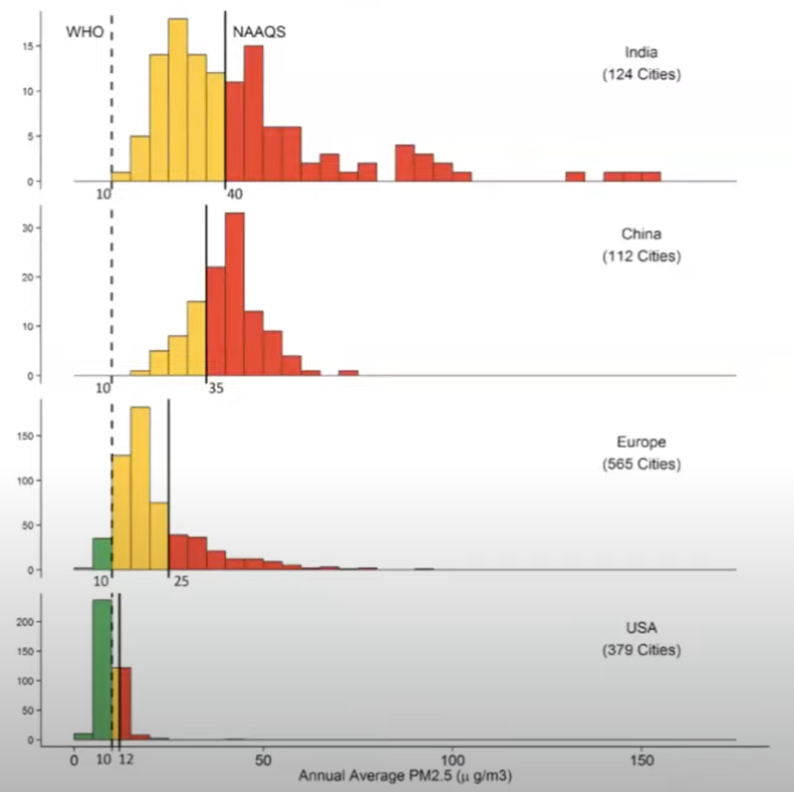 WHO
NAAQS
India
(124 Cities)
15
10
5
0
10
40
China
(112 Cities)
30
20
10
0
10
35
Europe
(565 Cities)
150
100
50
0
10
25
USA
(379 Cities)
200
150
100
50
0
0 10 12 50 100 150
Annual Average PM2.5 (μ g/m3)